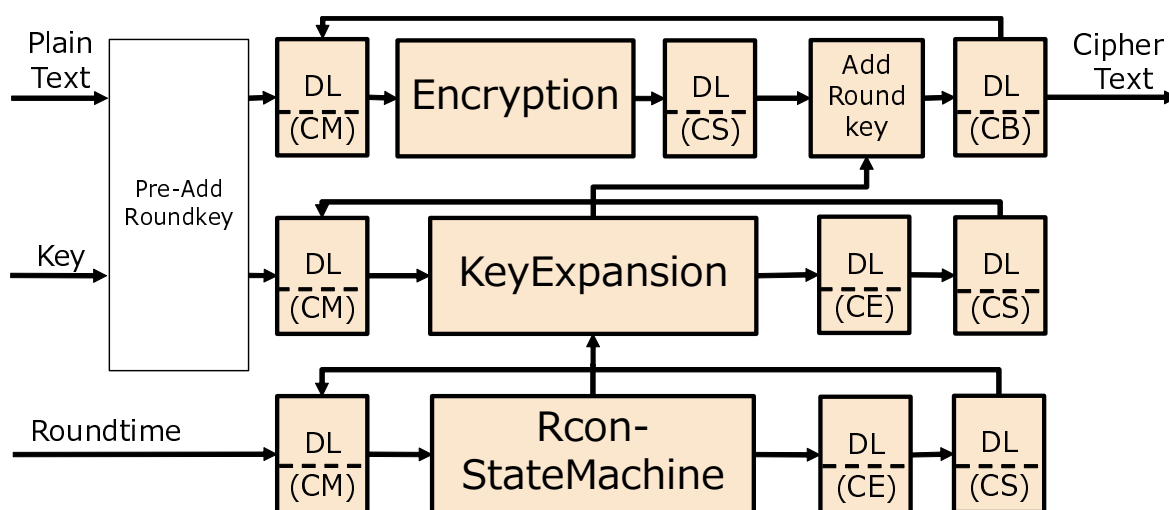 Plain
Text
DL
(CM)
Encryption
DL
(CS)
Add
Round
key
DL
(CB)
Cipher
Text
Pre-Add
Roundkey
Key
DL
(CM)
KeyExpansion
DL
(CE)
DL
(CS)
Roundtime
DL
(CM)
Rcon-
StateMachine
DL
(CE)
DL
(CS)